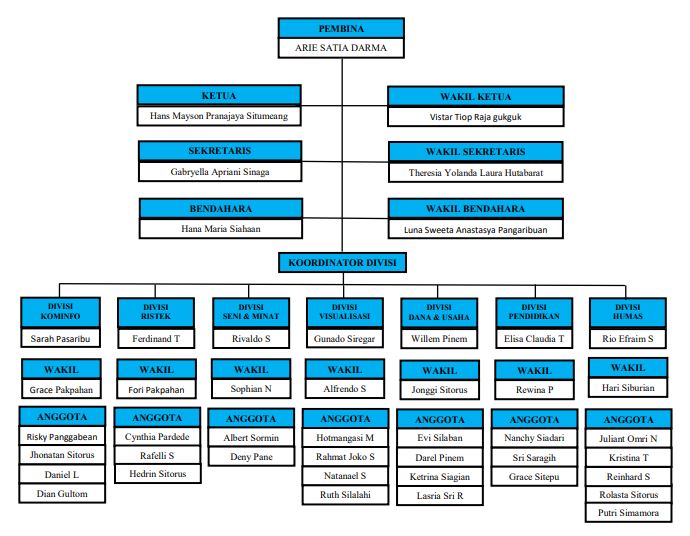 PEMBINA
ARIE SATIA DARMA
KETUA
Hans Mayson Pranajaya Situmeang
WAKIL KETUA
Vistar Tiop Raja gukguk
SEKRETARIS
Gabryella Apriani Sinaga
WAKIL SEKRETARIS
Theresia Yolanda Laura Hutabarat
BENDAHARA
Hana Maria Siahaan
WAKIL BENDAHARA
Luna Sweeta Anastasya Pangaribuan
KOORDINATOR DIVISI
DIVISI
KOMINFO
Sarah Pasaribu
WAKIL
Grace Pakpahan
ANGGOTA
Risky Panggabean
Jhonatan Sitorus
Daniel L
Dian Gultom
DIVISI
RISTEK
Ferdinand T
WAKIL
Fori Pakpahan
ANGGOTA
Cynthia Pardede
Rafelli S
Hedrin Sitorus
DIVISI
SENI & MINAT
Rivaldo S
WAKIL
Sophian N
ANGGOTA
Albert Sormin
Deny Pane
DIVISI
VISUALISASI
Gunado Siregar
WAKIL
Alfrendo S
ANGGOTA
Hotmangasi M
Rahmat Joko S
Natanael S
Ruth Silalahi
DIVISI
DANA & USAHA
Willem Pinem
WAKIL
Jonggi Sitorus
ANGGOTA
Evi Silaban
Darel Pinem
Ketrina Siagian
Lasria Sri R
DIVISI
PENDIDIKAN
Elisa Claudia T
WAKIL
Rewina P
ANGGOTA
Nanchy Siadari
Sri Saragih
Grace Sitepu
DIVISI
HUMAS
Rio Efraim S
WAKIL
Hari Siburian
ANGGOTA
Juliant Omri N
Kristina T
Reinhard S
Rolasta Sitorus
Putri Simamora